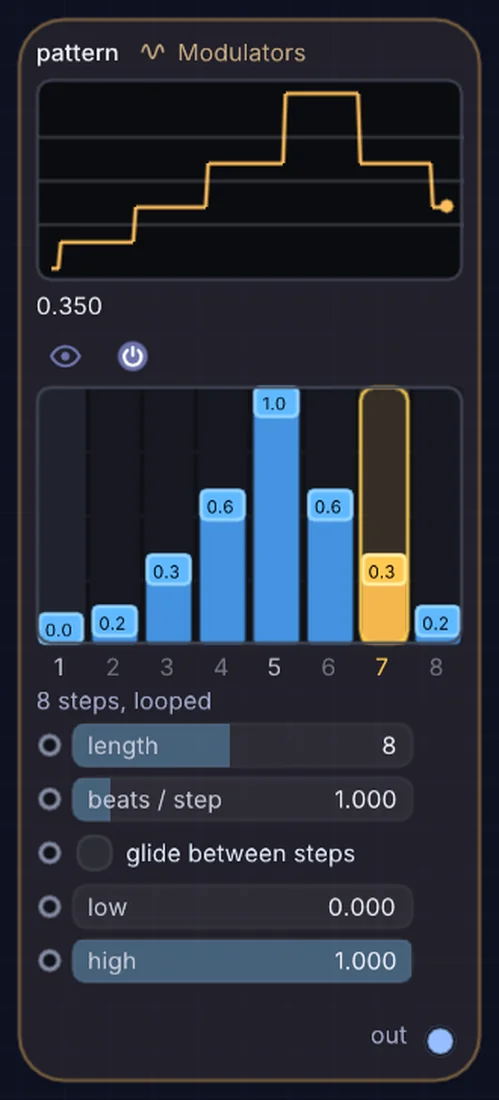 pattern Modulators
0.350
1.0
0.6 0.6
0.3 0.3
0.0 0.2 0.2
1 2 3 4 5 6 7 8
8 steps, looped
length 8
beats / step 1.000
glide between steps
low 0.000
high 1.000
out